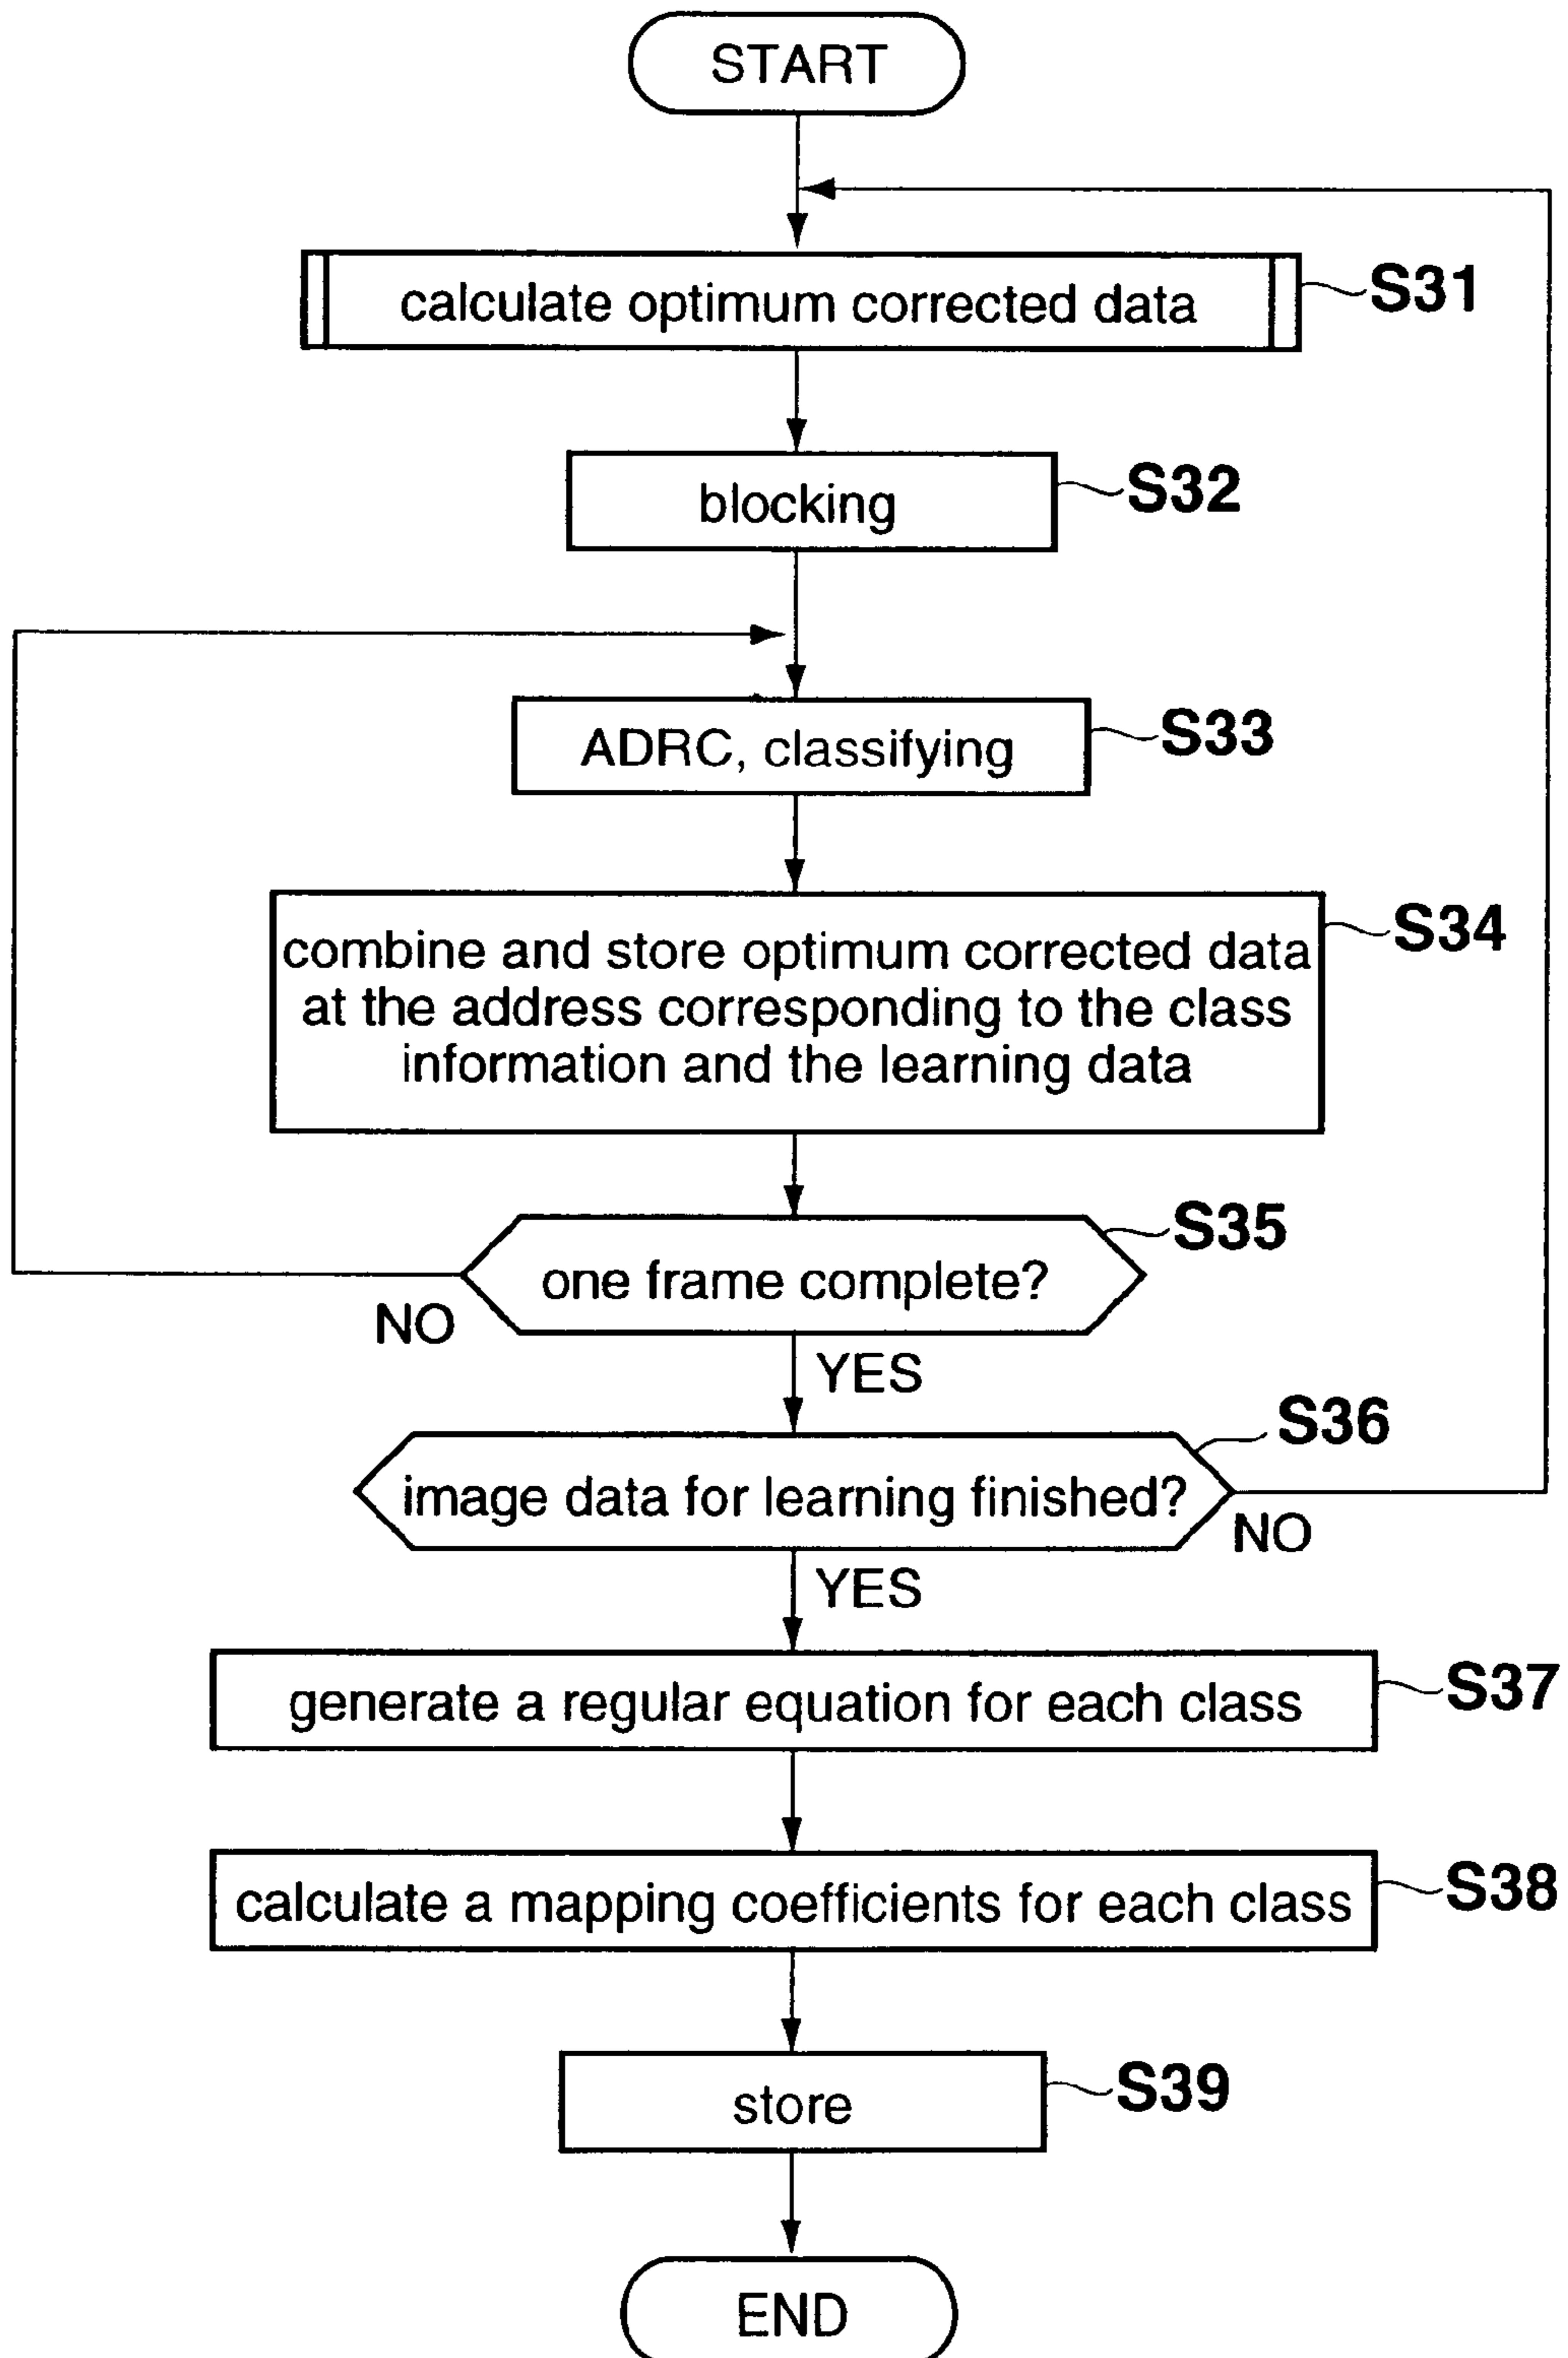 START
calculate optimum corrected data
S31
blocking
S32
ADRC, classifying
S33
combine and store optimum corrected data
at the address corresponding to the class
information and the learning data
S34
one frame complete?
S35
NO
YES
image data for learning finished?
S36
NO
YES
generate a regular equation for each class
S37
calculate a mapping coefficients for each class
S38
store
S39
END